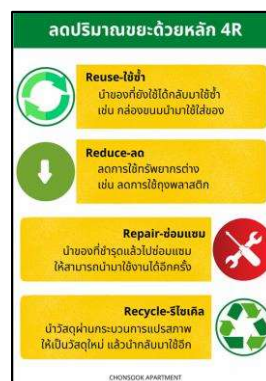 ลดปริมาณขยะด้วยหลัก 4R
Reuse-ใช้ซ้ำ
นำของที่ยังใช้ได้กลับมาใช้ซ้ำ
เช่น กล่องขนมนำมาใช้ใส่ของ
Reduce-ลด
ลดการใช้ทรัพยากรต่าง
เช่น ลดการใช้ถุงพลาสติก
Repair-ซ่อมแซม
นำของที่ชำรุดแล้วไปซ่อมแซม
ให้สามารถนำมาใช้งานได้อีกครั้ง
Recycle-รีไซเคิล
นำวัสดุผ่านกระบวนการแปรสภาพ
ให้เป็นวัสดุใหม่ แล้วนำกลับมาใช้อีก
CHONSOOK APARTMENT